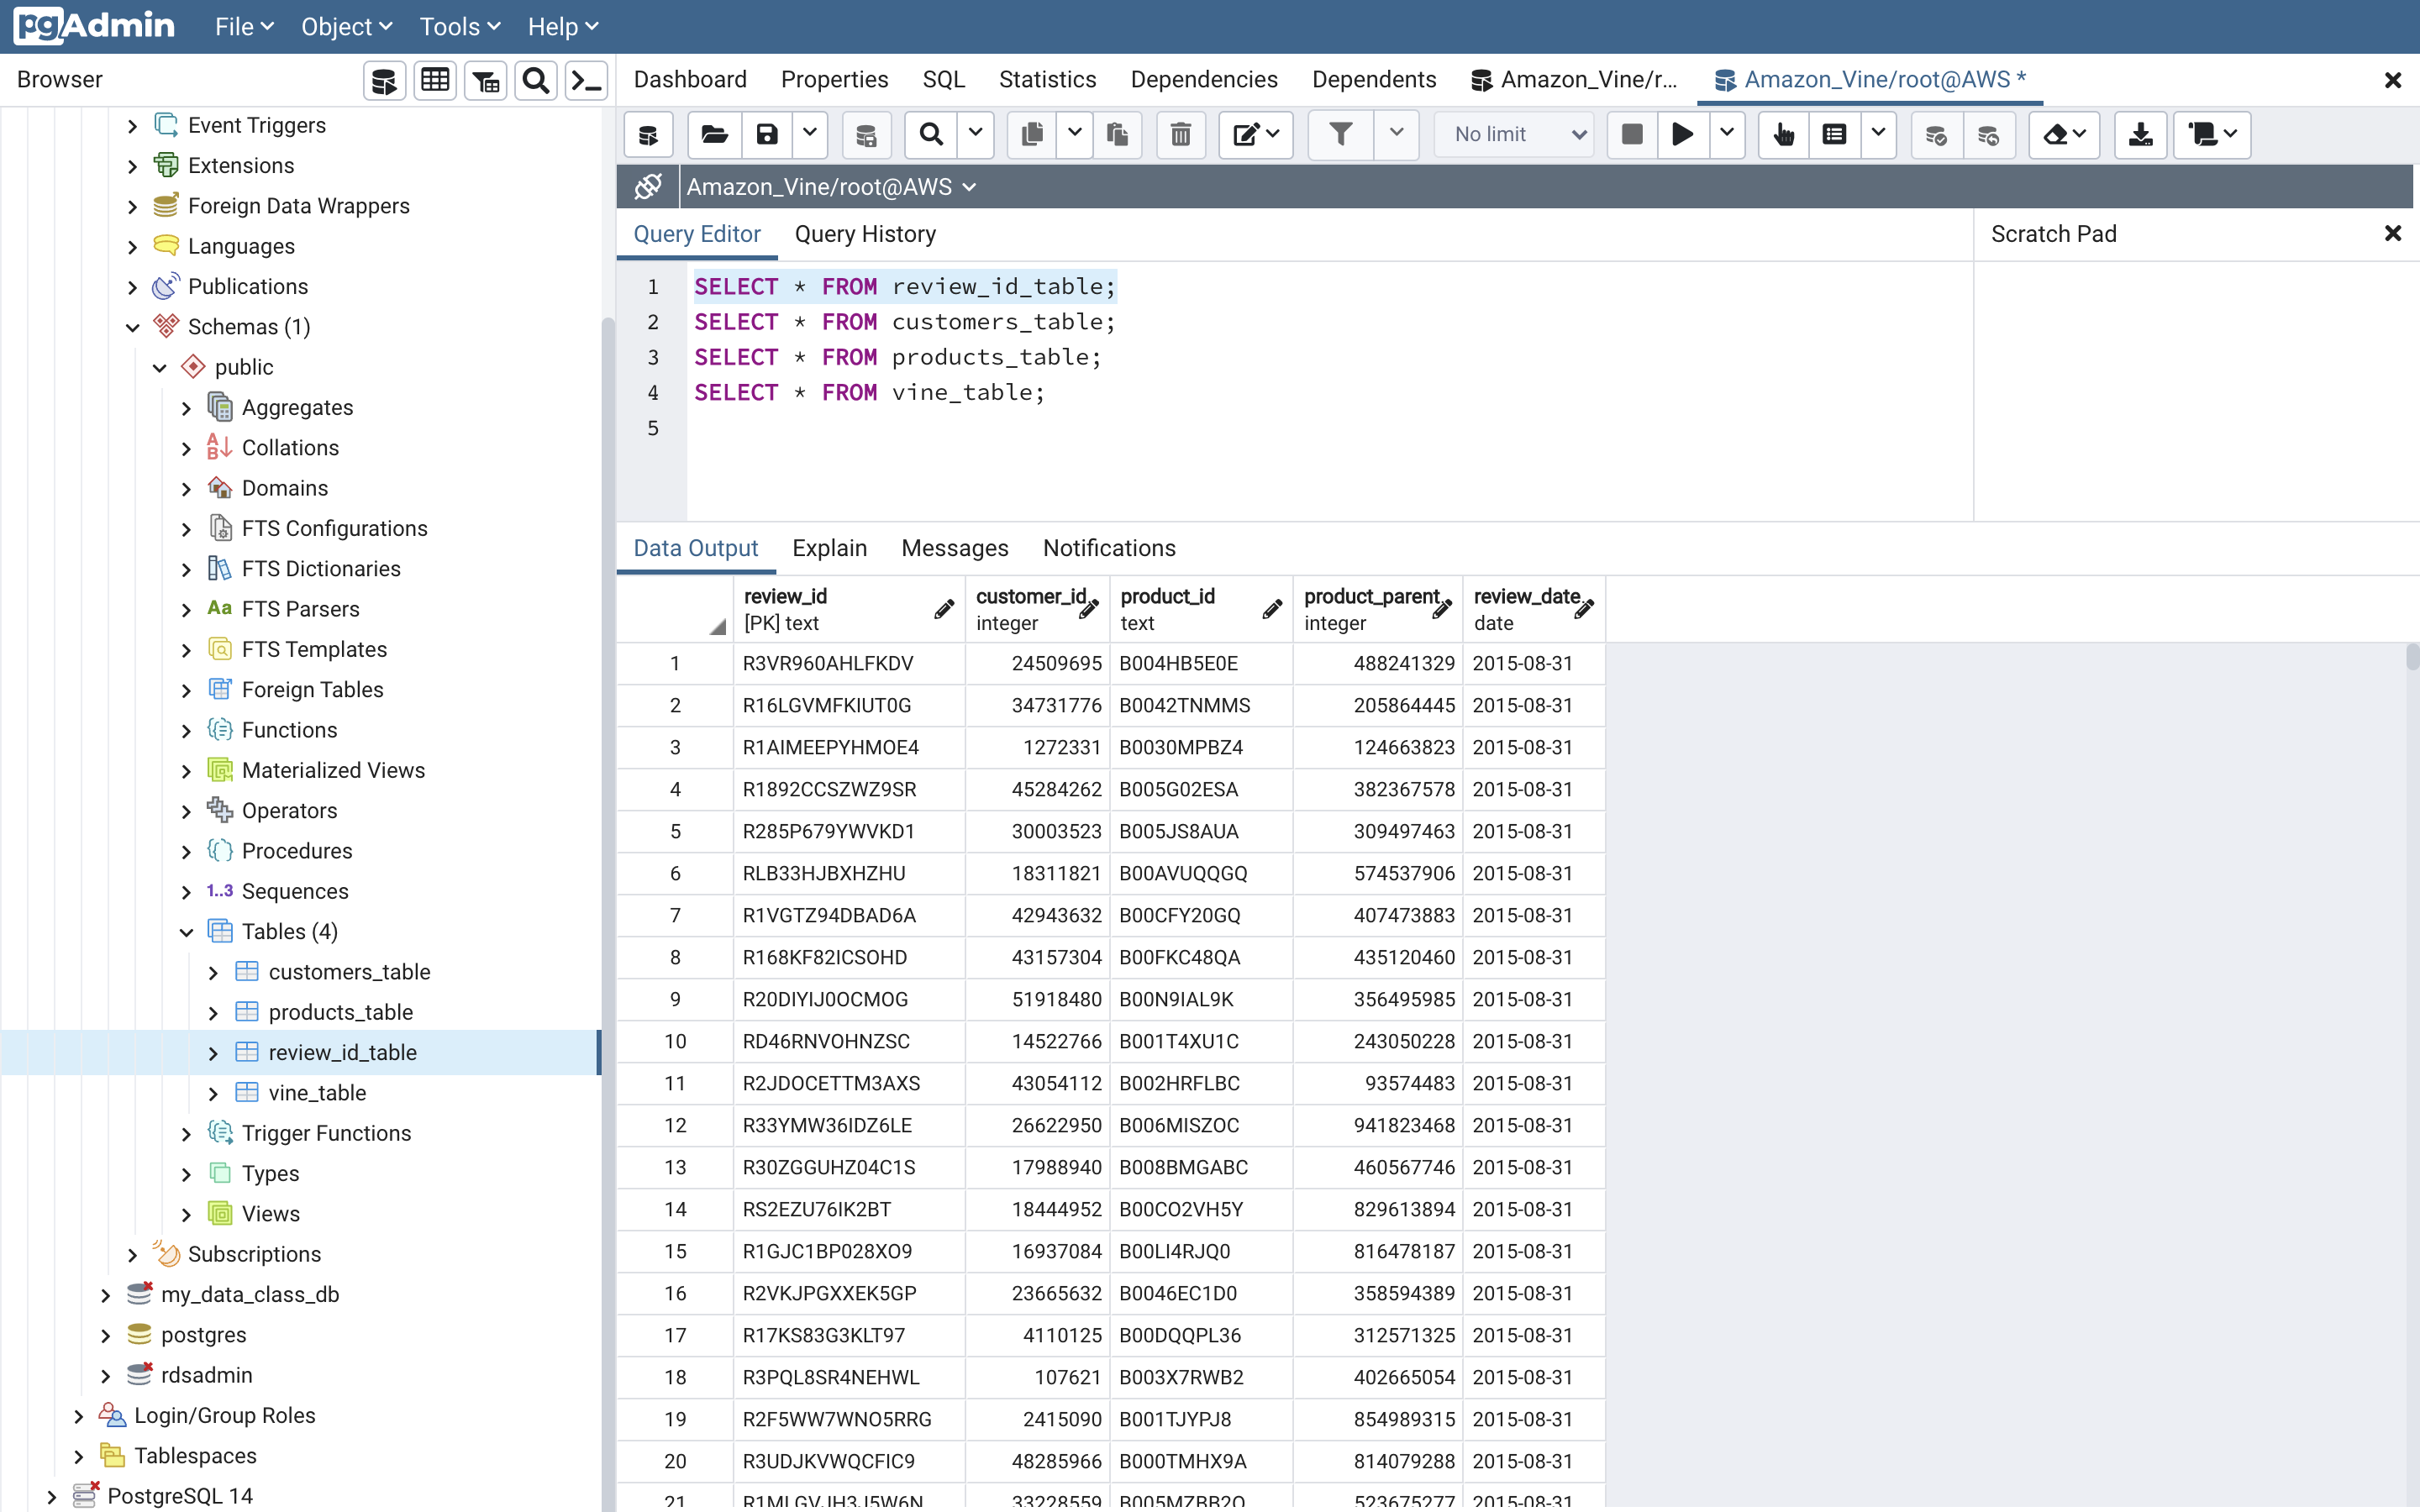 pgAdmin File Object Tools Help
Browser
Dashboard Properties SQL Statistics Dependencies Dependents Amazon_Vine/r... Amazon_Vine/root@AWS *
No limit
Amazon_Vine/root@AWS
Query Editor Query History
Scratch Pad
1 SELECT * FROM review_id_table;
2 SELECT * FROM customers_table;
3 SELECT * FROM products_table;
4 SELECT * FROM vine_table;
5
Event Triggers
Extensions
Foreign Data Wrappers
Languages
Publications
Schemas (1)
public
Aggregates
Collations
Domains
FTS Configurations
FTS Dictionaries
Aa FTS Parsers
FTS Templates
Foreign Tables
Functions
Materialized Views
Operators
Procedures
1..3 Sequences
Tables (4)
customers_table
products_table
review_id_table
vine_table
Trigger Functions
Types
Views
Subscriptions
my_data_class_db
postgres
rdsadmin
Login/Group Roles
Tablespaces
PostgreSQL 14
Data Output Explain Messages Notifications
review_id customer_id product_id product_parent review_date
[PK] text integer text integer date
1 R3VR960AHLFKDV 24509695 B004HB5E0E 488241329 2015-08-31
2 R16LGVMFKIUT0G 34731776 B0042TNMMS 205864445 2015-08-31
3 R1AIMEEPYHMOE4 1272331 B0030MPBZ4 124663823 2015-08-31
4 R1892CCSZWZ9SR 45284262 B005G02ESA 382367578 2015-08-31
5 R285P679YWVKD1 30003523 B005JS8AUA 309497463 2015-08-31
6 RLB33HJBXHZHU 18311821 B00AVUQQGQ 574537906 2015-08-31
7 R1VGTZ94DBAD6A 42943632 B00CFY20GQ 407473883 2015-08-31
8 R168KF82ICSOHD 43157304 B00FKC48QA 435120460 2015-08-31
9 R20DIYIJ0OCMOG 51918480 B00N9IAL9K 356495985 2015-08-31
10 RD46RNVOHNZSC 14522766 B001T4XU1C 243050228 2015-08-31
11 R2JDOCETTM3AXS 43054112 B002HRFLBC 93574483 2015-08-31
12 R33YMW36IDZ6LE 26622950 B006MISZOC 941823468 2015-08-31
13 R30ZGGUHZ04C1S 17988940 B008BMGABC 460567746 2015-08-31
14 RS2EZU76IK2BT 18444952 B00CO2VH5Y 829613894 2015-08-31
15 R1GJC1BP028XO9 16937084 B00LI4RJQ0 816478187 2015-08-31
16 R2VKJPGXXEK5GP 23665632 B0046EC1D0 358594389 2015-08-31
17 R17KS83G3KLT97 4110125 B00DQQPL36 312571325 2015-08-31
18 R3PQL8SR4NEHWL 107621 B003X7RWB2 402665054 2015-08-31
19 R2F5WW7WNO5RRG 2415090 B001TJYPJ8 854989315 2015-08-31
20 R3UDJKVWQCFIC9 48285966 B000TMHX9A 814079288 2015-08-31
21 R1MLGVJH3J5W6N 33228559 B005MZBB2O 523675277 2015-08-31